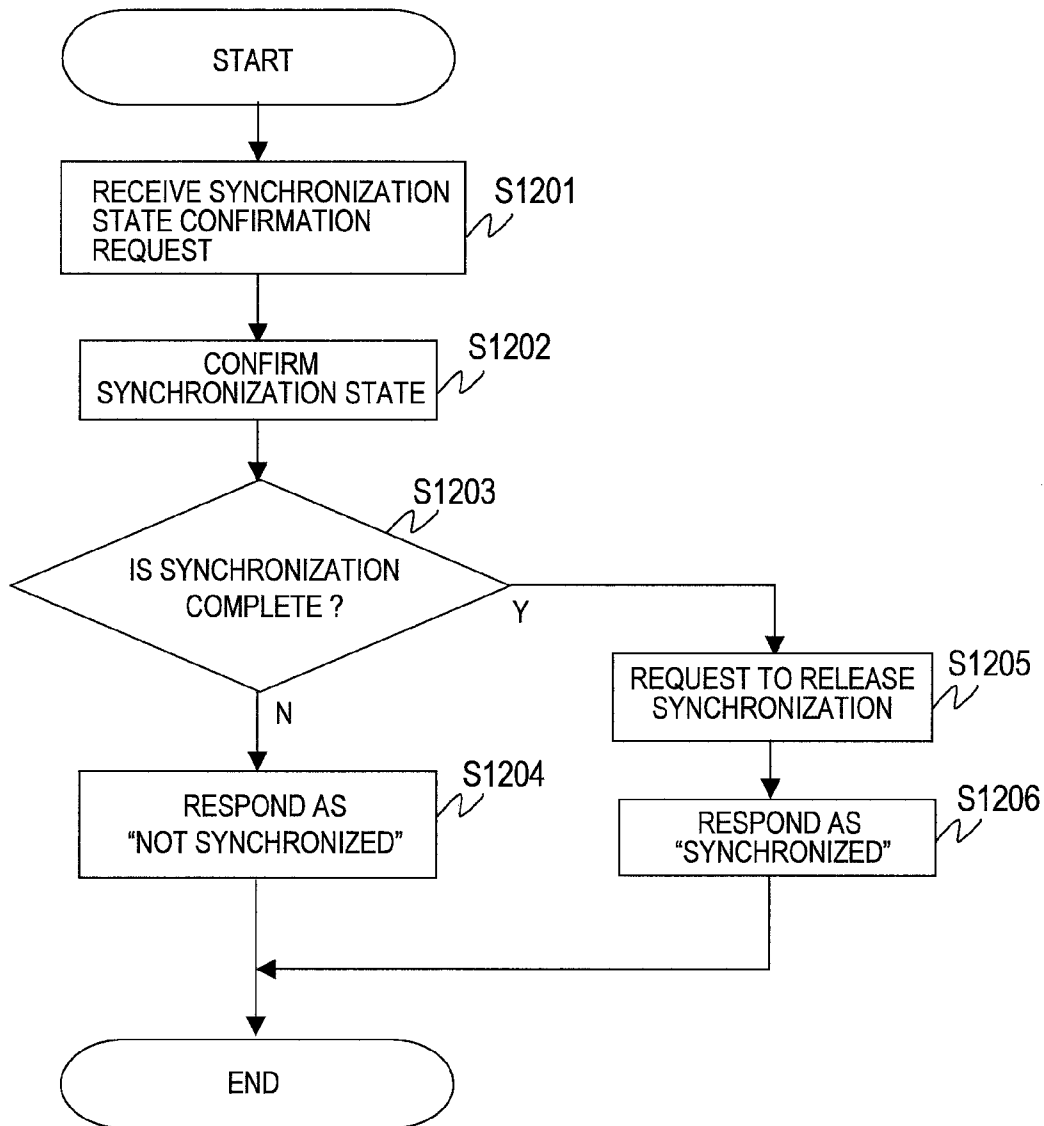 START
RECEIVE SYNCHRONIZATION
STATE CONFIRMATION
REQUEST
S1201
CONFIRM
SYNCHRONIZATION STATE
S1202
S1203
IS SYNCHRONIZATION
COMPLETE ?
Y
N
REQUEST TO RELEASE
SYNCHRONIZATION
S1205
RESPOND AS
“NOT SYNCHRONIZED”
S1204
RESPOND AS
“SYNCHRONIZED”
S1206
END